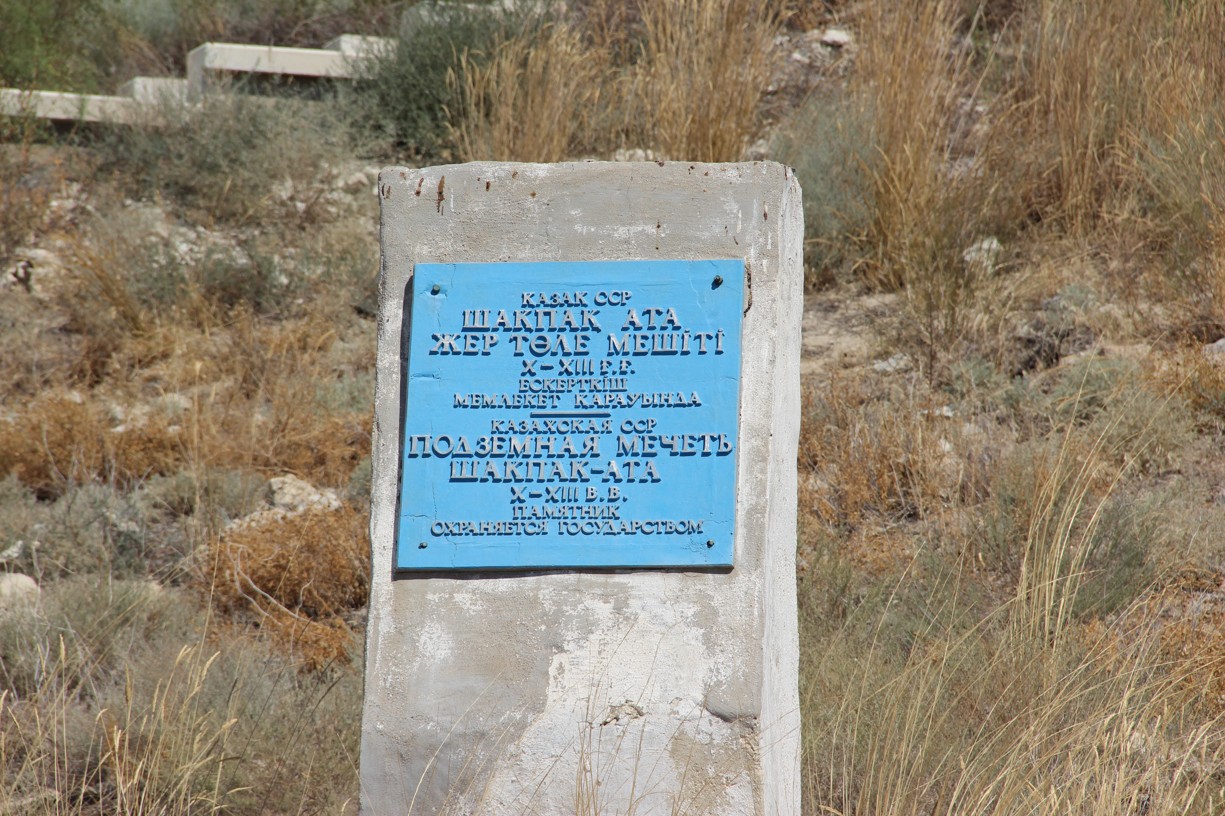 ҚАЗАҚ ССР
ШАҚПАҚ АТА
ЖЕР ТӨЛЕ МЕШІТІ
X–XIII Ғ.Ғ.
ЕСКЕРТКІШ
МЕМЛЕКЕТ ҚАРАУЫНДА
КАЗАХСКАЯ ССР
ПОДЗЕМНАЯ МЕЧЕТЬ
ШАКПАК-АТА
X–XIII В.В.
ПАМЯТНИК
ОХРАНЯЕТСЯ ГОСУДАРСТВОМ